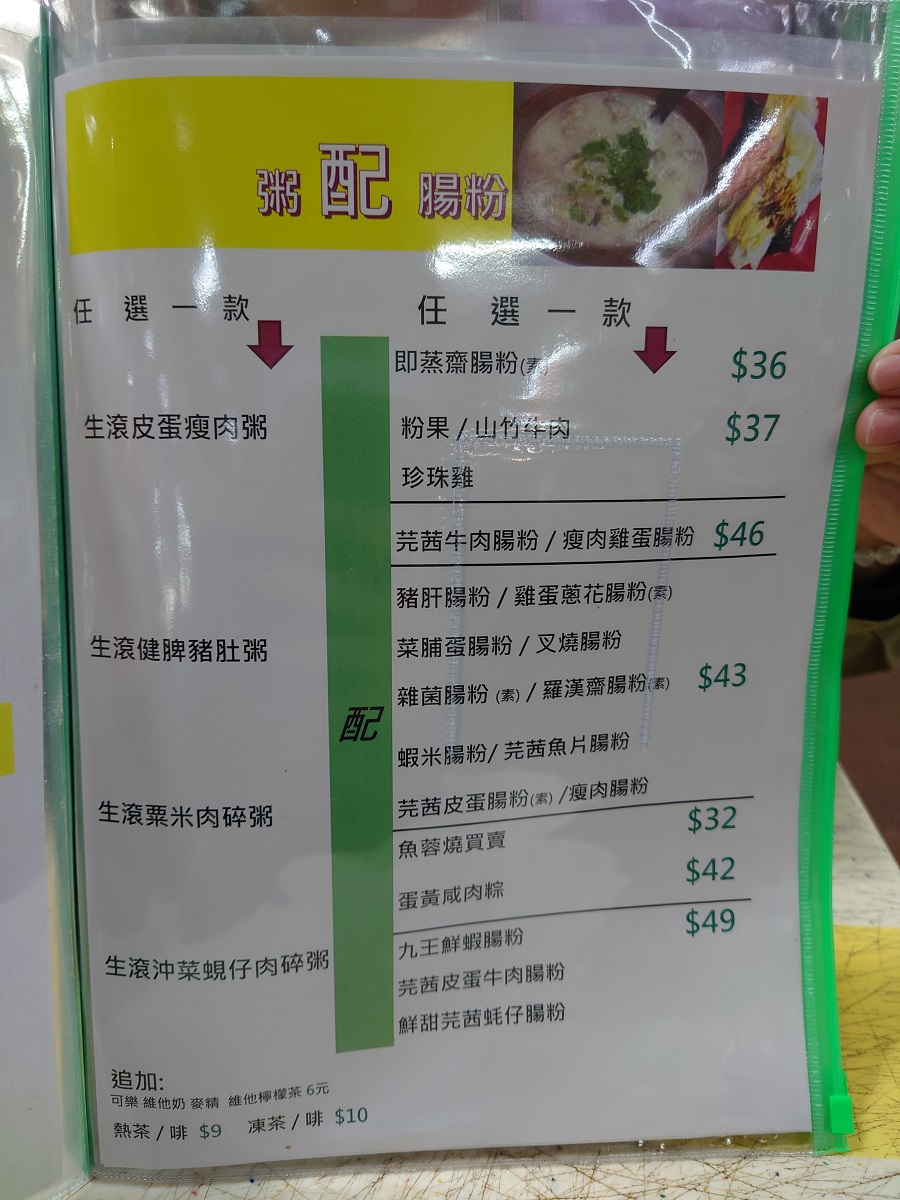 粥 配 腸粉
任 選 一 款
生滾皮蛋瘦肉粥
生滾健脾豬肚粥
生滾粟米肉碎粥
生滾沖菜蜆仔肉碎粥
配
任 選 一 款
即蒸齋腸粉(素) $36
粉果 / 山竹牛肉 $37
珍珠雞
芫茜牛肉腸粉 / 瘦肉雞蛋腸粉 $46
豬肝腸粉 / 雞蛋蔥花腸粉(素)
菜脯蛋腸粉 / 叉燒腸粉
雜菌腸粉 (素) / 羅漢齋腸粉(素) $43
蝦米腸粉/ 芫茜魚片腸粉
芫茜皮蛋腸粉(素) /瘦肉腸粉
魚蓉燒買賣 $32
蛋黃咸肉粽 $42
九王鮮蝦腸粉 $49
芫茜皮蛋牛肉腸粉
鮮甜芫茜蚝仔腸粉
追加:
可樂 維他奶 麥精 維他檸檬茶 6元
熱茶 / 啡 $9 凍茶 / 啡 $10